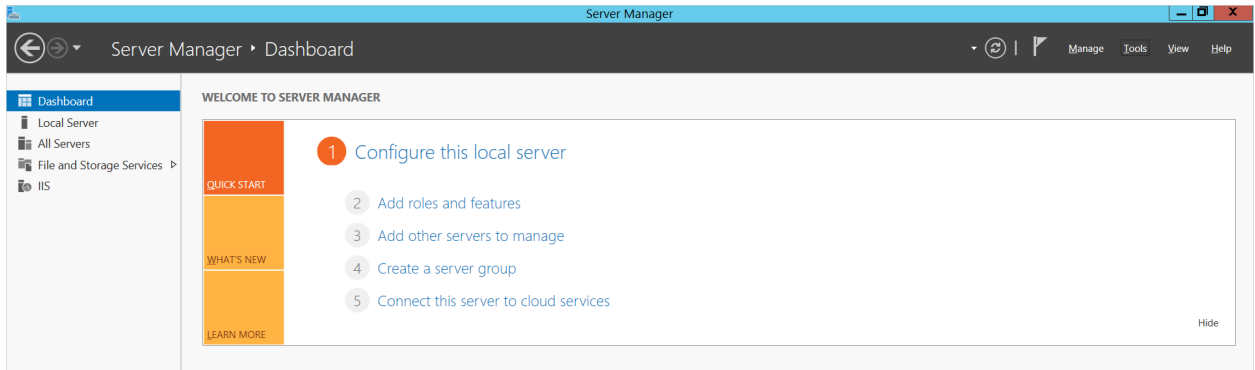 Server Manager
Server Manager ‣ Dashboard
Manage Tools View Help
Dashboard
Local Server
All Servers
File and Storage Services
IIS
WELCOME TO SERVER MANAGER
QUICK START
WHAT'S NEW
LEARN MORE
1 Configure this local server
2 Add roles and features
3 Add other servers to manage
4 Create a server group
5 Connect this server to cloud services
Hide